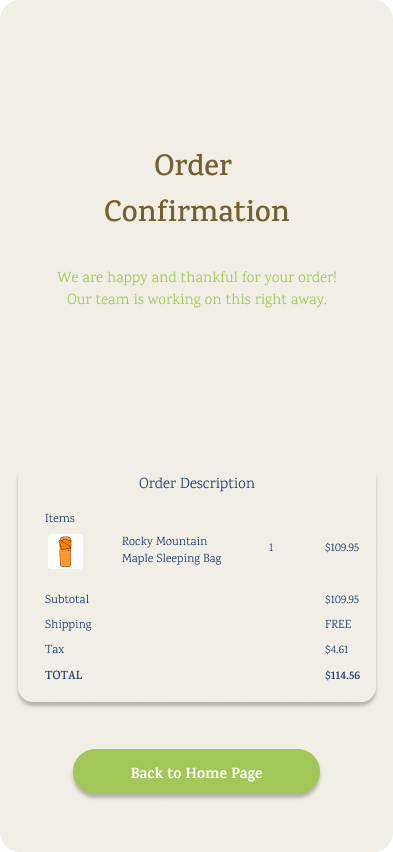 Order
Confirmation
We are happy and thankful for your order!
Our team is working on this right away.
Order Description
Items
Rocky Mountain
Maple Sleeping Bag
1
$109.95
Subtotal $109.95
Shipping FREE
Tax $4.61
TOTAL $114.56
Back to Home Page